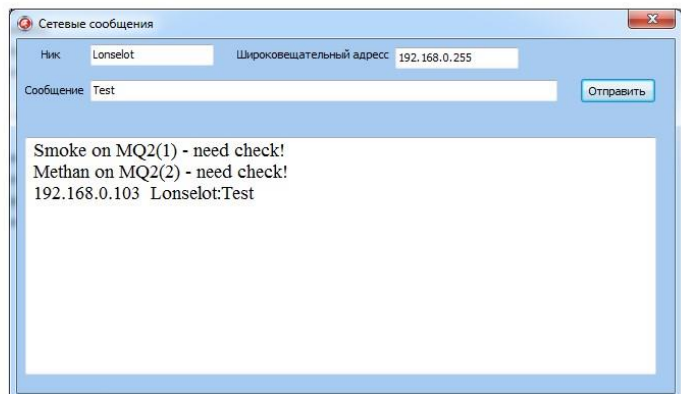 Сетевые сообщения
Ник Lonselot Широковещательный адресс 192.168.0.255
Сообщение Test Отправить
Smoke on MQ2(1) - need check!
Methan on MQ2(2) - need check!
192.168.0.103 Lonselot:Test